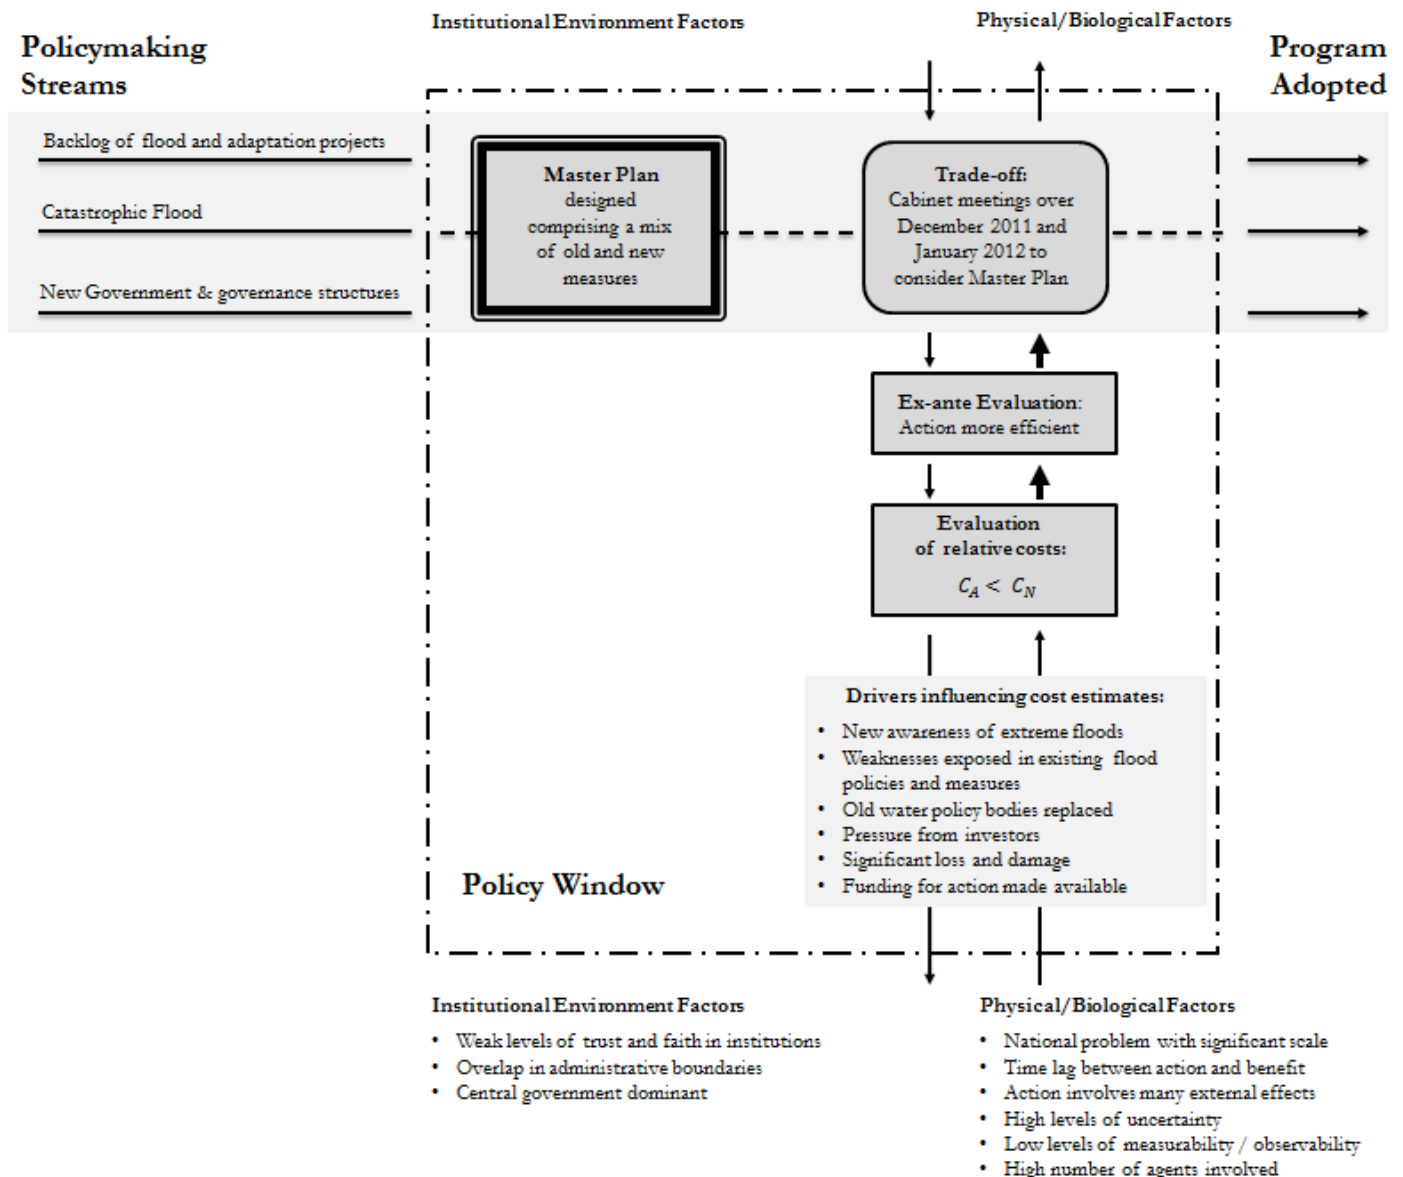 Institutional Environment Factors
Physical/Biological Factors
Policymaking
Streams
Program
Adopted
Backlog of flood and adaptation projects
Catastrophic Flood
New Government & governance structures
Master Plan
designed
comprising a mix
of old and new
measures
Trade-off:
Cabinet meetings over
December 2011 and
January 2012 to
consider Master Plan
Ex-ante Evaluation:
Action more efficient
Evaluation
of relative costs:
C_A < C_N
Drivers influencing cost estimates:
• New awareness of extreme floods
• Weaknesses exposed in existing flood
policies and measures
• Old water policy bodies replaced
• Pressure from investors
• Significant loss and damage
• Funding for action made available
Policy Window
Institutional Environment Factors
• Weak levels of trust and faith in institutions
• Overlap in administrative boundaries
• Central government dominant
Physical/Biological Factors
• National problem with significant scale
• Time lag between action and benefit
• Action involves many external effects
• High levels of uncertainty
• Low levels of measurability / observability
• High number of agents involved